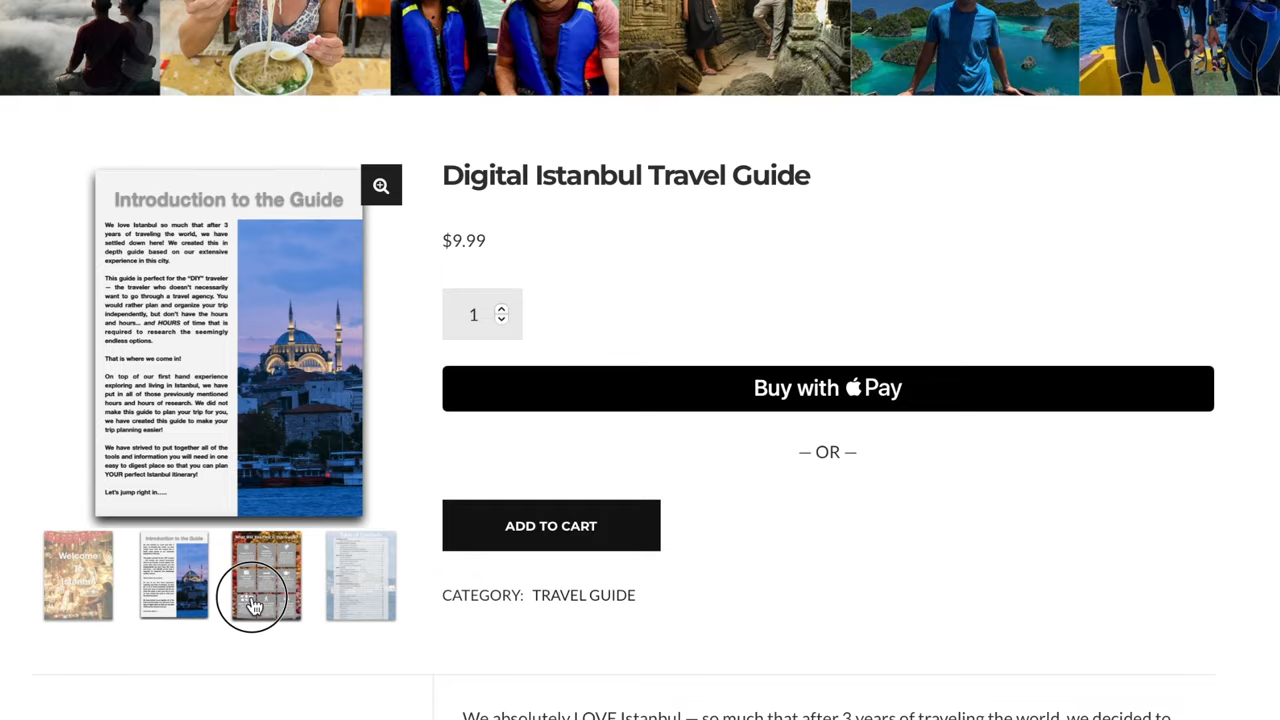 Digital Istanbul Travel Guide
Introduction to the Guide
We love Istanbul so much that after 3
years of traveling the world, we have
settled down here! We created this in
depth guide based on our extensive
experience in this city.
This guide is perfect for the "DIY" traveler
— the traveler who doesn't necessarily
want to go through a travel agency. You
would rather plan and organize your trip
independently, but don't have the hours
and hours... and HOURS of time that is
required to research the seemingly
endless options.
That is where we come in!
On top of our first hand experience
exploring and living in Istanbul, we have
put in all of those previously mentioned
hours and hours of research. We did not
make this guide to plan your trip for you,
we have created this guide to make your
trip planning easier!
We have strived to put together all of the
tools and information you will need in one
easy to digest place so that you can plan
YOUR perfect Istanbul itinerary!
Let's jump right in.....
$9.99
1
Buy with Pay
— OR —
ADD TO CART
Welcome
To
Istanbul
Introduction to the Guide
CATEGORY: TRAVEL GUIDE
We absolutely LOVE Istanbul — so much that after 3 years of traveling the world, we decided to